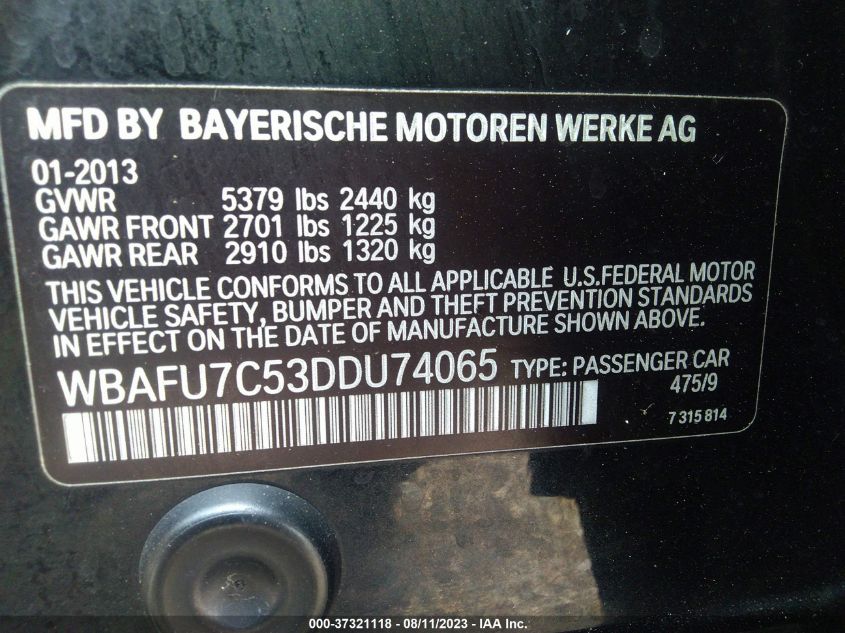 MFD BY BAYERISCHE MOTOREN WERKE AG
01-2013
GVWR 5379 lbs 2440 kg
GAWR FRONT 2701 lbs 1225 kg
GAWR REAR 2910 lbs 1320 kg
THIS VEHICLE CONFORMS TO ALL APPLICABLE U.S.FEDERAL MOTOR
VEHICLE SAFETY, BUMPER AND THEFT PREVENTION STANDARDS
IN EFFECT ON THE DATE OF MANUFACTURE SHOWN ABOVE.
WBAFU7C53DDU74065 TYPE: PASSENGER CAR
475/9
7 315 814
000-37321118 - 08/11/2023 - IAA Inc.